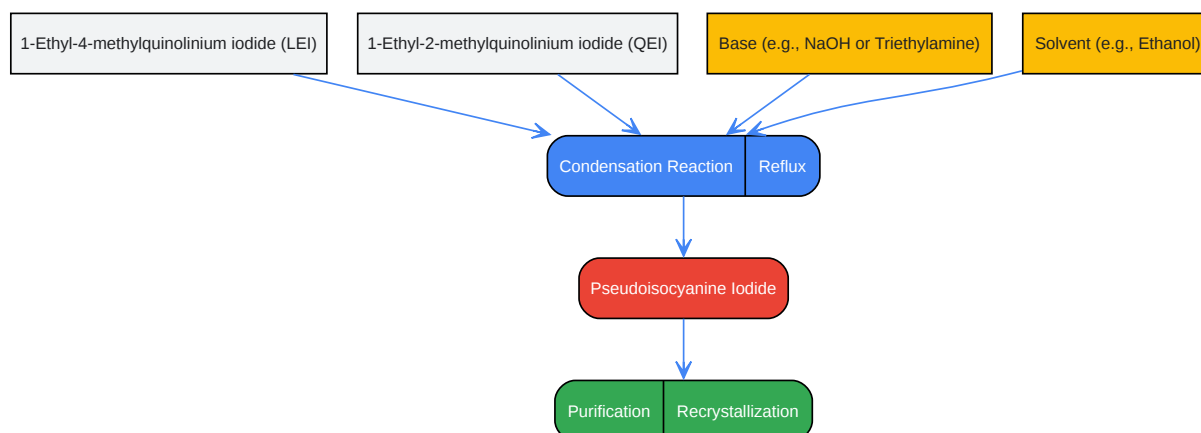 1-Ethyl-4-methylquinolinium iodide (LEI)
1-Ethyl-2-methylquinolinium iodide (QEI)
Base (e.g., NaOH or Triethylamine)
Solvent (e.g., Ethanol)
Condensation Reaction
Reflux
Pseudoisocyanine Iodide
Purification
Recrystallization